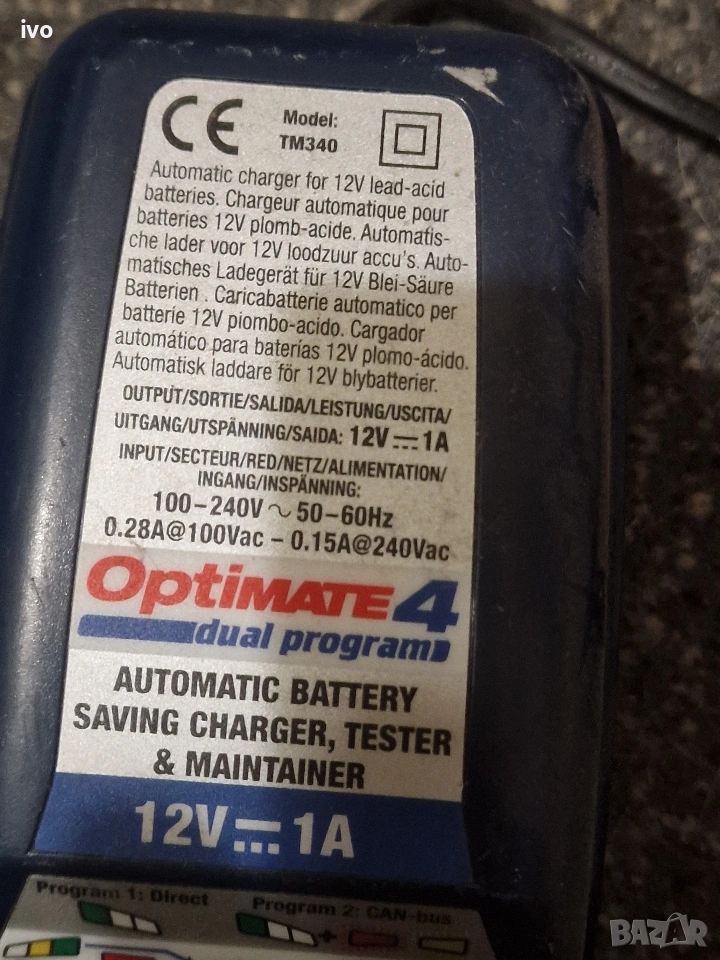 ivo
CE
Model:
TM340
Automatic charger for 12V lead-acid
batteries. Chargeur automatique pour
batteries 12V plomb-acide. Automatis-
che lader voor 12V loodzuur accu's. Auto-
matisches Ladegerät für 12V Blei-Säure
Batterien . Caricabatterie automatico per
batterie 12V piombo-acido. Cargador
automático para baterías 12V plomo-ácido.
Automatisk laddare för 12V blybatterier.
OUTPUT/SORTIE/SALIDA/LEISTUNG/USCITA/
UITGANG/UTSPÄNNING/SAIDA: 12V⎓1A
INPUT/SECTEUR/RED/NETZ/ALIMENTATION/
INGANG/INSPÄNNING:
100-240V ~ 50-60Hz
0.28A@100Vac - 0.15A@240Vac
OptiMATE 4
dual program
AUTOMATIC BATTERY
SAVING CHARGER, TESTER
& MAINTAINER
12V⎓1A
Program 1: Direct
Program 2: CAN-bus
BAZAR